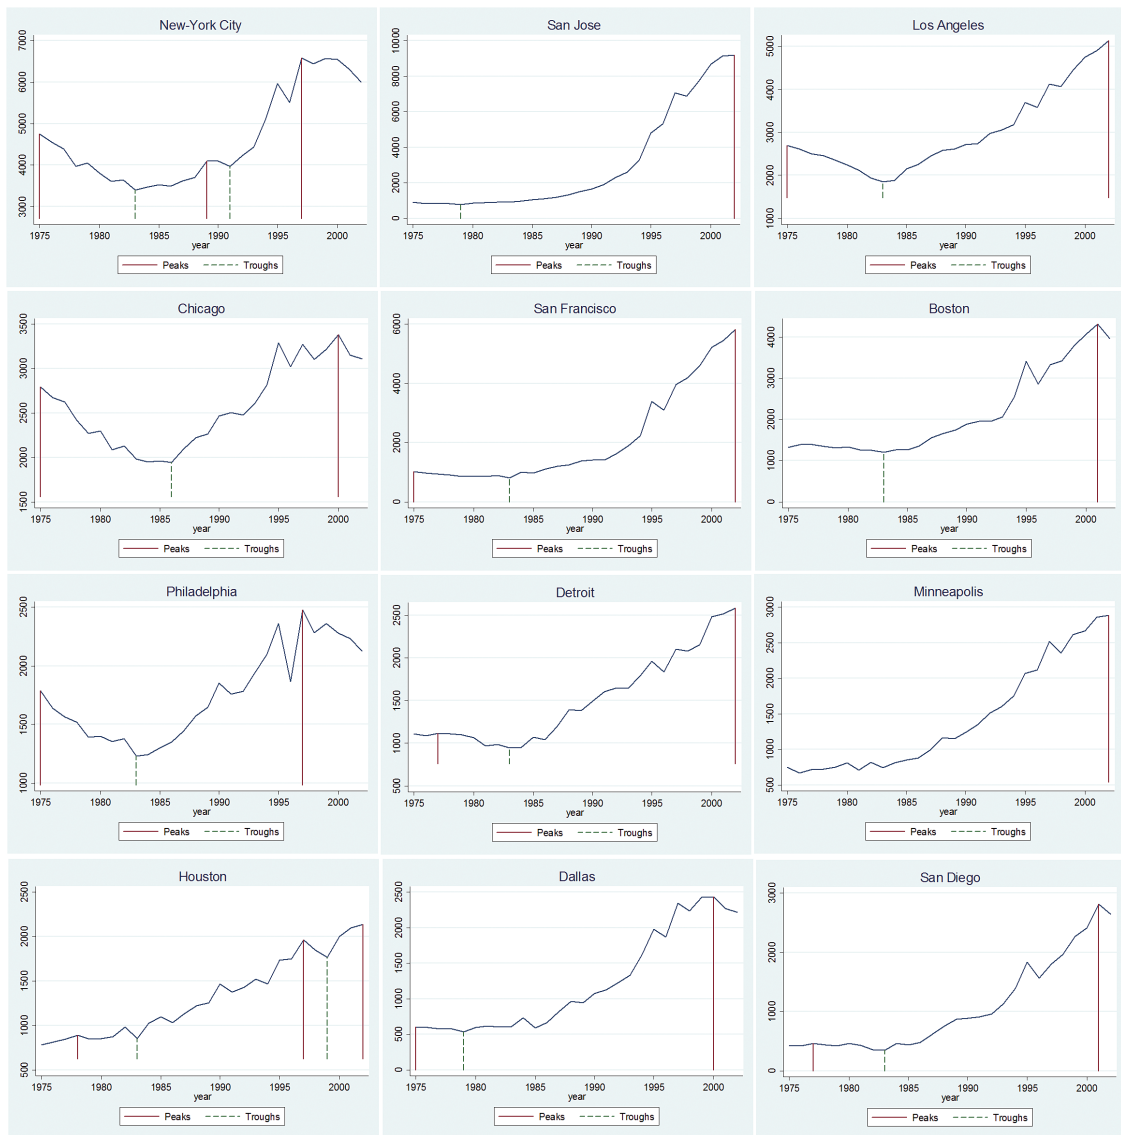 New-York City
7000
6000
5000
4000
3000
1975 1980 1985 1990 1995 2000
year
Peaks Troughs
San Jose
10000
8000
6000
4000
2000
0
1975 1980 1985 1990 1995 2000
year
Peaks Troughs
Los Angeles
5000
4000
3000
2000
1000
1975 1980 1985 1990 1995 2000
year
Peaks Troughs
Chicago
3500
3000
2500
2000
1500
1975 1980 1985 1990 1995 2000
year
Peaks Troughs
San Francisco
6000
4000
2000
0
1975 1980 1985 1990 1995 2000
year
Peaks Troughs
Boston
4000
3000
2000
1000
0
1975 1980 1985 1990 1995 2000
year
Peaks Troughs
Philadelphia
2500
2000
1500
1000
1975 1980 1985 1990 1995 2000
year
Peaks Troughs
Detroit
2500
2000
1500
1000
500
1975 1980 1985 1990 1995 2000
year
Peaks Troughs
Minneapolis
3000
2500
2000
1500
1000
500
1975 1980 1985 1990 1995 2000
year
Peaks Troughs
Houston
2500
2000
1500
1000
500
1975 1980 1985 1990 1995 2000
year
Peaks Troughs
Dallas
2500
2000
1500
1000
500
0
1975 1980 1985 1990 1995 2000
year
Peaks Troughs
San Diego
3000
2000
1000
0
1975 1980 1985 1990 1995 2000
year
Peaks Troughs